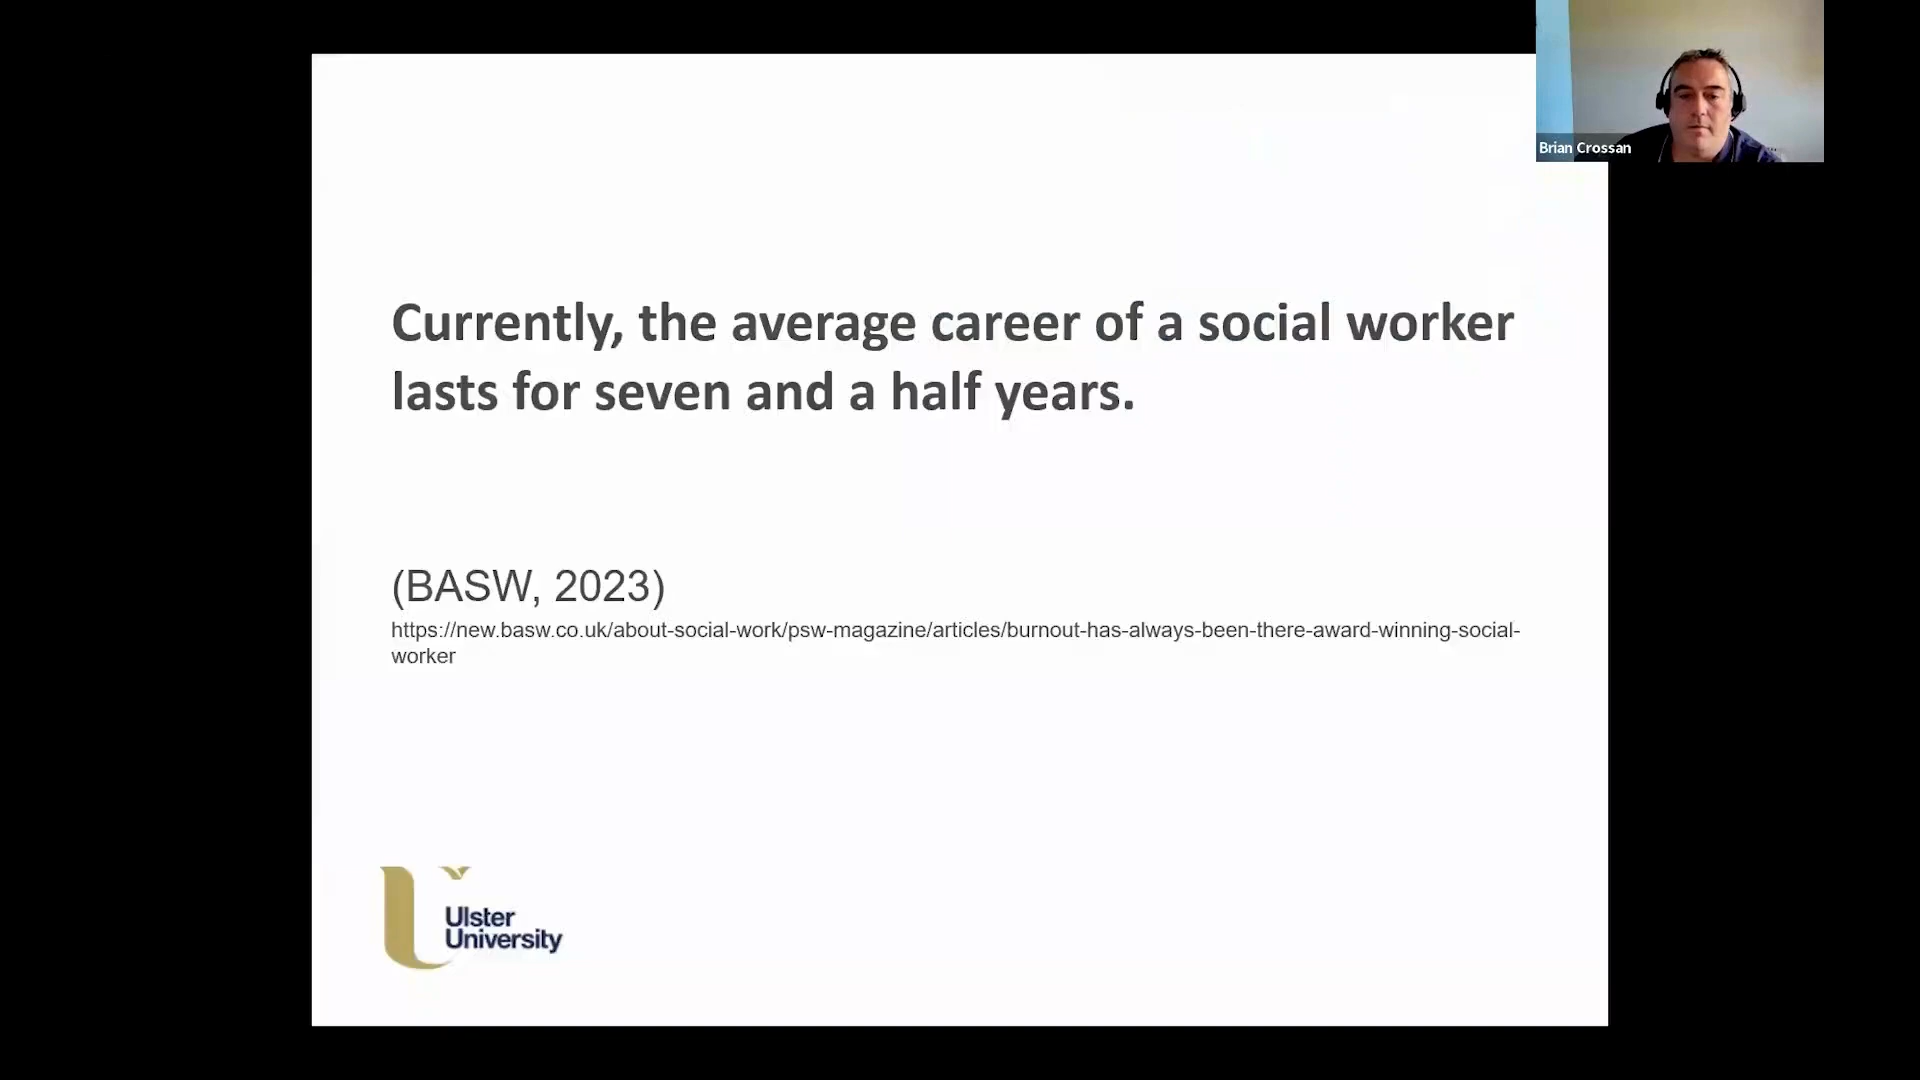 Brian Crossan
Currently, the average career of a social worker
lasts for seven and a half years.
(BASW, 2023)
https://new.basw.co.uk/about-social-work/psw-magazine/articles/burnout-has-always-been-there-award-winning-social-
worker
Ulster
University